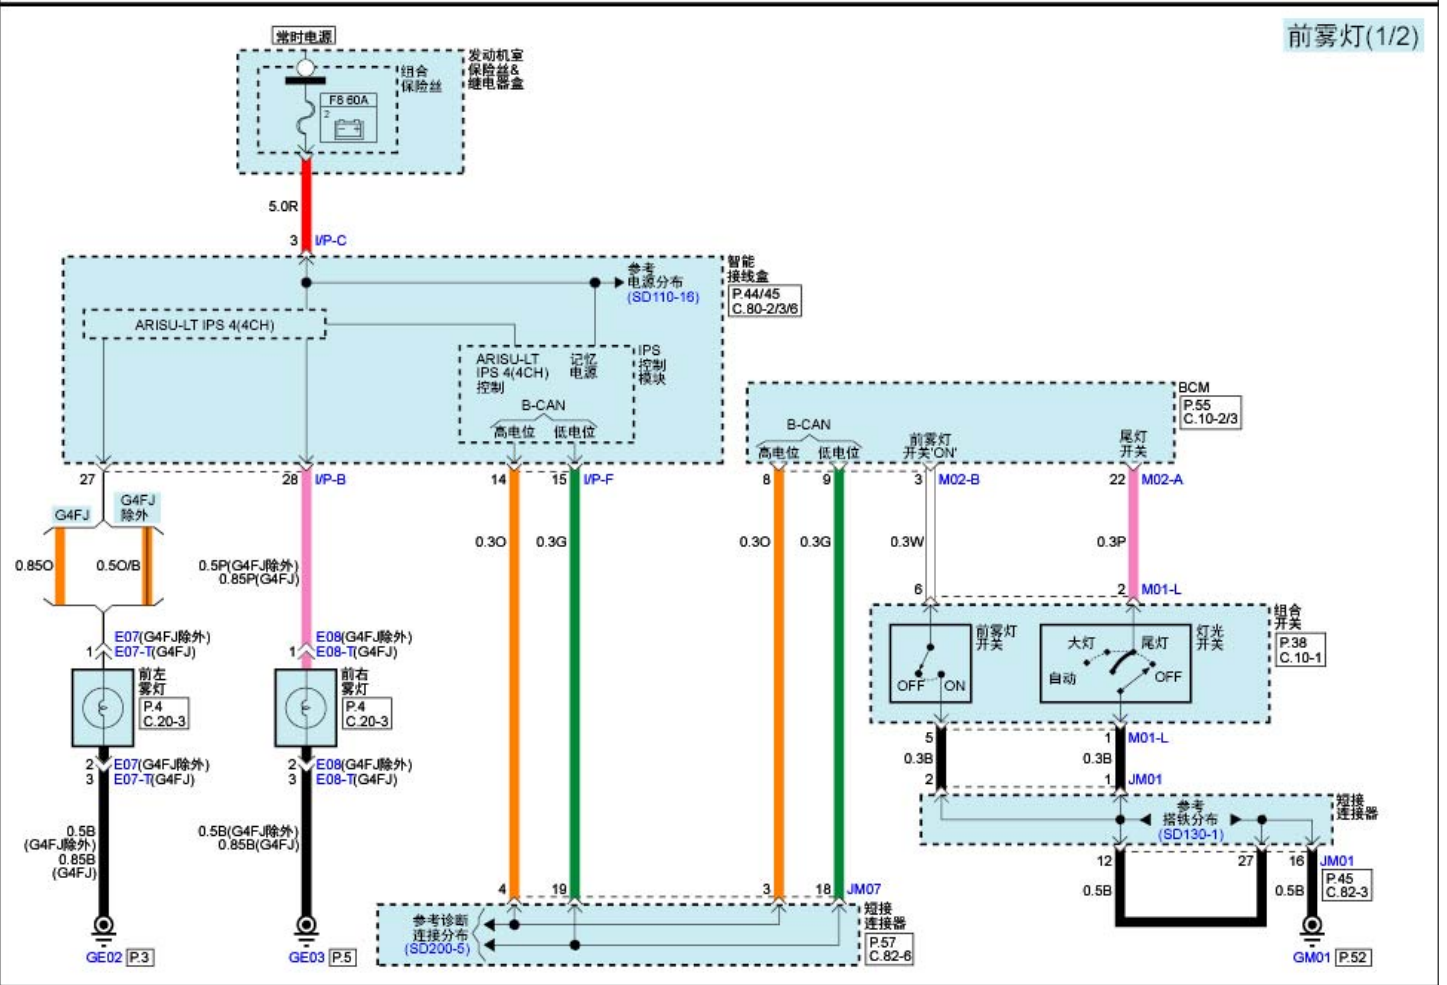 前雾灯(1/2)
常时电源
发动机室
保险丝&
继电器盒
组合
保险丝
F8 60A
2
5.0R
3 I/P-C
智能
接线盒
P.44/45
C.80-2/3/6
参考
电源分布
(SD110-16)
ARISU-LT IPS 4(4CH)
ARISU-LT
IPS 4(4CH)
控制
记忆
电源
IPS
控制
模块
B-CAN
高电位 低电位
BCM
P.55
C.10-2/3
B-CAN
高电位 低电位
前雾灯
开关'ON'
尾灯
开关
27 28 I/P-B 14 15 I/P-F 8 9 3 M02-B 22 M02-A
G4FJ
G4FJ
除外
0.85O 0.5O/B
0.5P(G4FJ除外)
0.85P(G4FJ)
0.3O 0.3G 0.3O 0.3G 0.3W 0.3P
6 2 M01-L
E07(G4FJ除外)
1 E07-T(G4FJ)
E08(G4FJ除外)
1 E08-T(G4FJ)
前左
雾灯
P.4
C.20-3
前右
雾灯
P.4
C.20-3
组合
开关
P.38
C.10-1
前雾灯
开关
OFF ON
灯光
开关
大灯 尾灯
自动 OFF
2 E07(G4FJ除外)
3 E07-T(G4FJ)
2 E08(G4FJ除外)
3 E08-T(G4FJ)
5 1 M01-L
0.3B 0.3B
2 1 JM01
短接
连接器
参考
搭铁分布
(SD130-1)
0.5B
(G4FJ除外)
0.85B
(G4FJ)
0.5B(G4FJ除外)
0.85B(G4FJ)
12 27 16 JM01
P.45
C.82-3
0.5B 0.5B
4 19 3 18 JM07
短接
连接器
P.57
C.82-6
参考诊断
连接分布
(SD200-5)
GE02 P.3
GE03 P.5
GM01 P.52